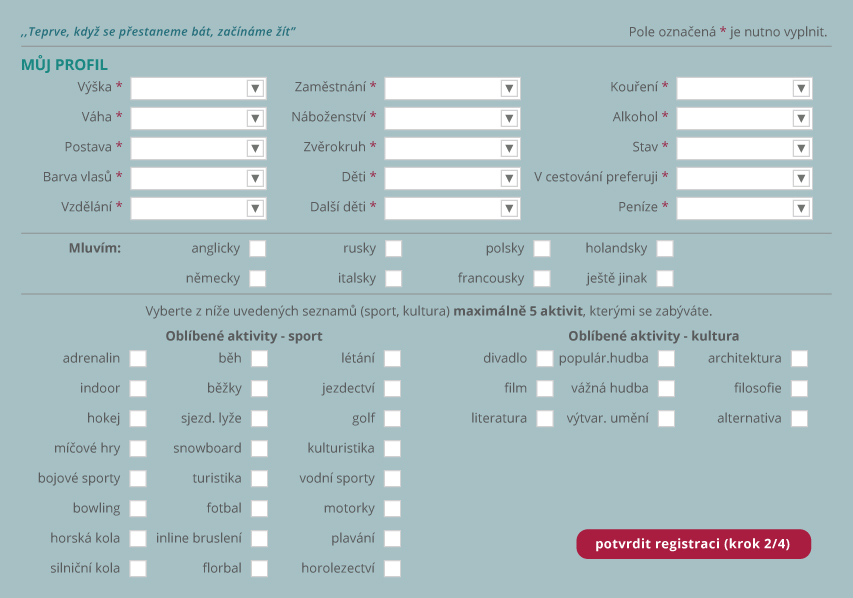 ,,Teprve, když se přestaneme bát, začínáme žít“ Pole označená * je nutno vyplnit.
MŮJ PROFIL
Výška * Zaměstnání * Kouření *
Váha * Náboženství * Alkohol *
Postava * Zvěrokruh * Stav *
Barva vlasů * Děti * V cestování preferuji *
Vzdělání * Další děti * Peníze *
Mluvím: anglicky rusky polsky holandsky
německy italsky francousky ještě jinak
Vyberte z níže uvedených seznamů (sport, kultura) maximálně 5 aktivit, kterými se zabýváte.
Oblíbené aktivity - sport Oblíbené aktivity - kultura
adrenalin běh létání divadlo populár.hudba architektura
indoor běžky jezdectví film vážná hudba filosofie
hokej sjezd. lyže golf literatura výtvar. umění alternativa
míčové hry snowboard kulturistika
bojové sporty turistika vodní sporty
bowling fotbal motorky
horská kola inline bruslení plavání potvrdit registraci (krok 2/4)
silniční kola florbal horolezectví